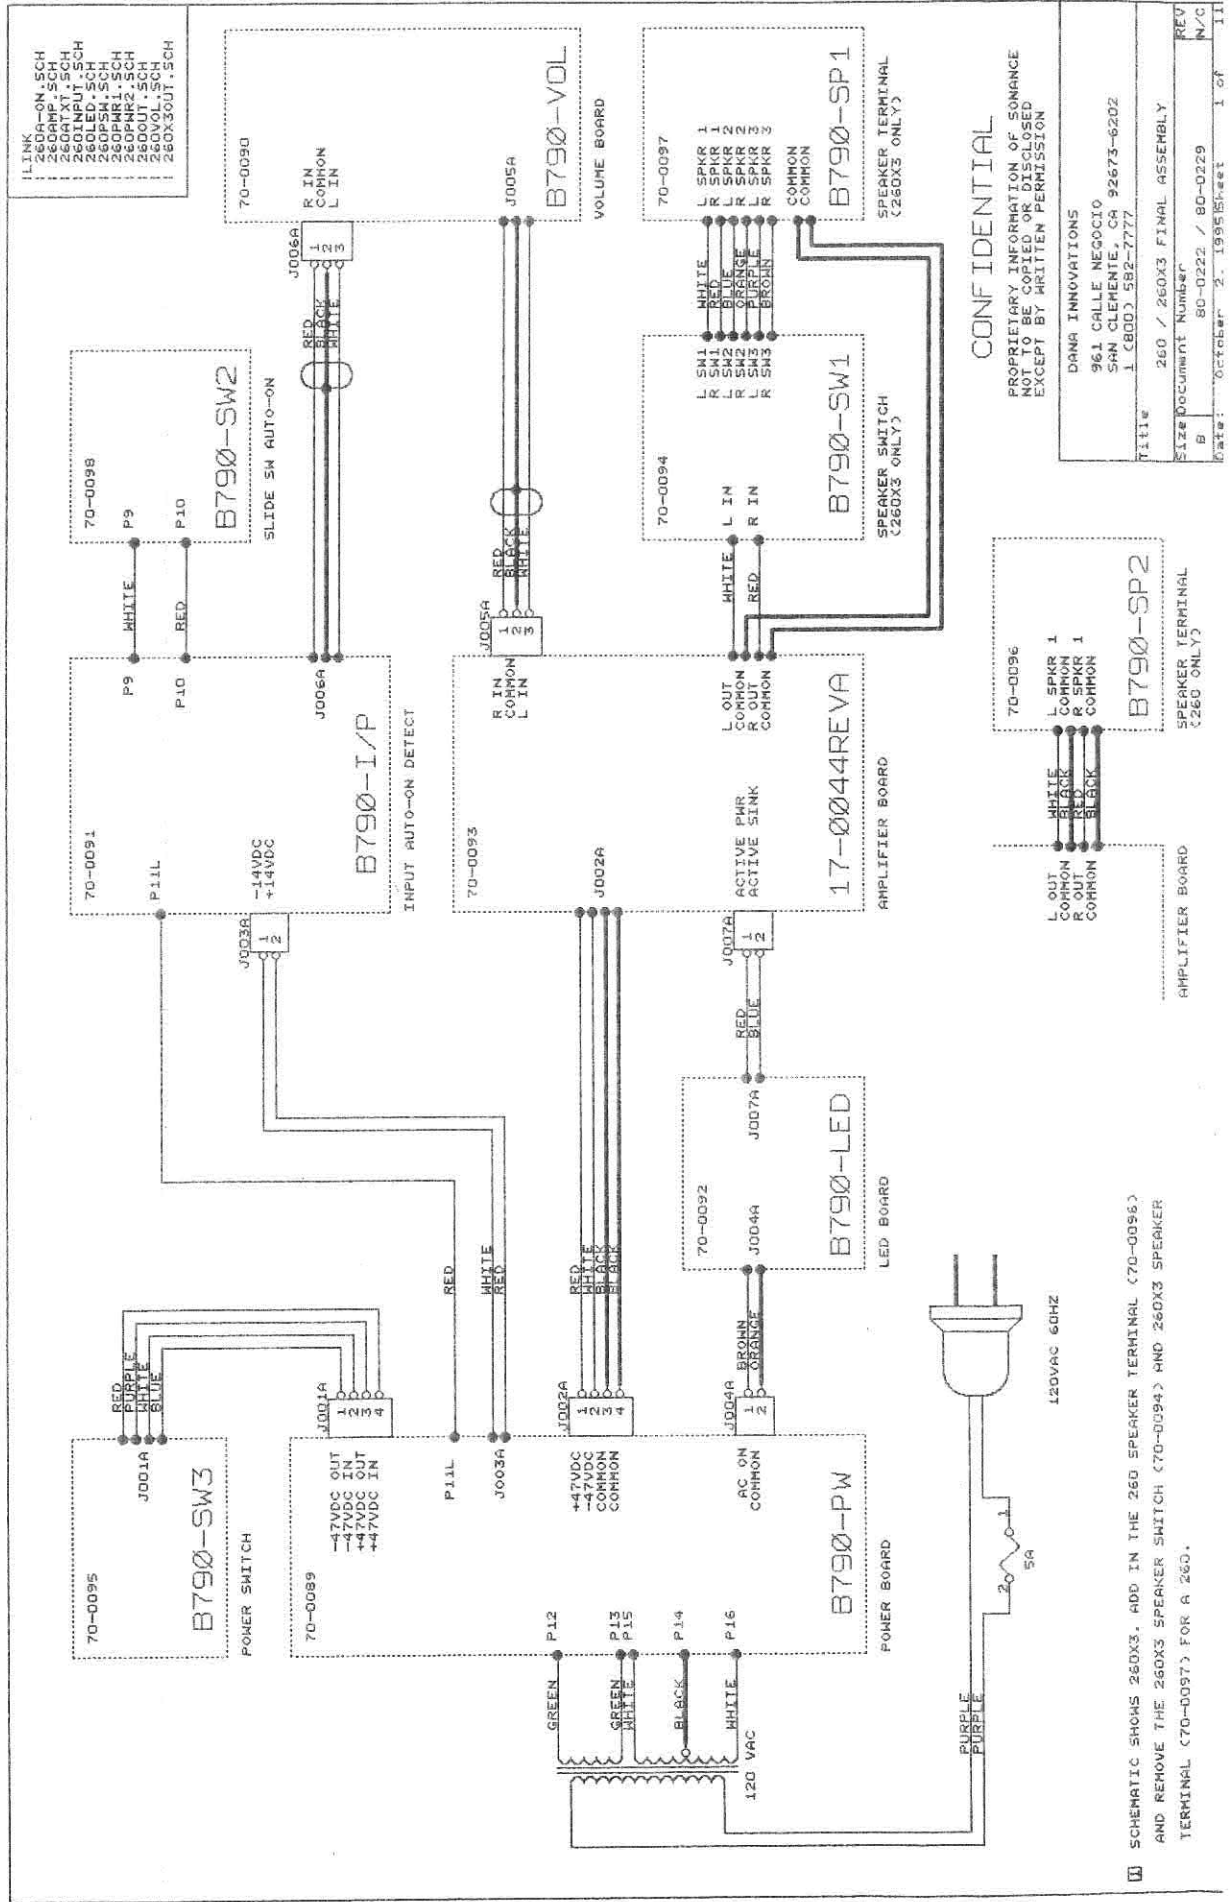 |LINK
|260A-ON.SCH
|260AMP.SCH
|260ATXT.SCH
|260INPUT.SCH
|260LED.SCH
|260PSW.SCH
|260PWR1.SCH
|260PWR2.SCH
|260OUT.SCH
|260VOL.SCH
|260X3OUT.SCH
70-0095
J001A
B790-SW3
POWER SWITCH
RED
PURPLE
WHITE
BLUE
70-0089
J001A
1
2
3
4
-47VDC OUT
-47VDC IN
+47VDC OUT
+47VDC IN
P11L
J003A
RED
WHITE
RED
J002A
1
2
3
4
+47VDC
-47VDC
COMMON
COMMON
RED
WHITE
BLACK
BLACK
J004A
1
2
AC ON
COMMON
BROWN
ORANGE
P12
P13
P15
P14
P16
GREEN
GREEN
WHITE
BLACK
WHITE
120 VAC
B790-PW
POWER BOARD
PURPLE
PURPLE
2
1
5A
120VAC 60HZ
70-0091
P11L
P9
P10
-14VDC
+14VDC
J003A
1
2
J006A
B790-I/P
INPUT AUTO-ON DETECT
WHITE
RED
70-0098
P9
P10
B790-SW2
SLIDE SW AUTO-ON
RED
BLACK
WHITE
J006A
1
2
3
70-0090
R IN
COMMON
L IN
J005A
B790-VOL
VOLUME BOARD
70-0093
J005A
1
2
3
R IN
COMMON
L IN
RED
BLACK
WHITE
J002A
L OUT
COMMON
R OUT
COMMON
ACTIVE PWR
ACTIVE SINK
J007A
1
2
17-0044REVA
AMPLIFIER BOARD
RED
BLUE
70-0092
J004A
J007A
B790-LED
LED BOARD
WHITE
RED
70-0094
L IN
R IN
L SW1
R SW1
L SW2
R SW2
L SW3
R SW3
B790-SW1
SPEAKER SWITCH
(260X3 ONLY)
WHITE
RED
BLUE
ORANGE
PURPLE
BROWN
70-0097
L SPKR 1
R SPKR 1
L SPKR 2
R SPKR 2
L SPKR 3
R SPKR 3
COMMON
COMMON
B790-SP1
SPEAKER TERMINAL
(260X3 ONLY)
L OUT
COMMON
R OUT
COMMON
AMPLIFIER BOARD
WHITE
BLACK
RED
BLACK
70-0096
L SPKR 1
COMMON
R SPKR 1
COMMON
B790-SP2
SPEAKER TERMINAL
(260 ONLY)
1 SCHEMATIC SHOWS 260X3. ADD IN THE 260 SPEAKER TERMINAL (70-0096)
AND REMOVE THE 260X3 SPEAKER SWITCH (70-0094) AND 260X3 SPEAKER
TERMINAL (70-0097) FOR A 260.
CONFIDENTIAL
PROPRIETARY INFORMATION OF SONANCE
NOT TO BE COPIED OR DISCLOSED
EXCEPT BY WRITTEN PERMISSION
DANA INNOVATIONS
961 CALLE NEGOCIO
SAN CLEMENTE, CA 92673-6202
1 (800) 582-7777
Title
260 / 260X3 FINAL ASSEMBLY
Size Document Number REV
B 80-0222 / 80-0229 N/C
Date: October 2, 1995 Sheet 1 of 11